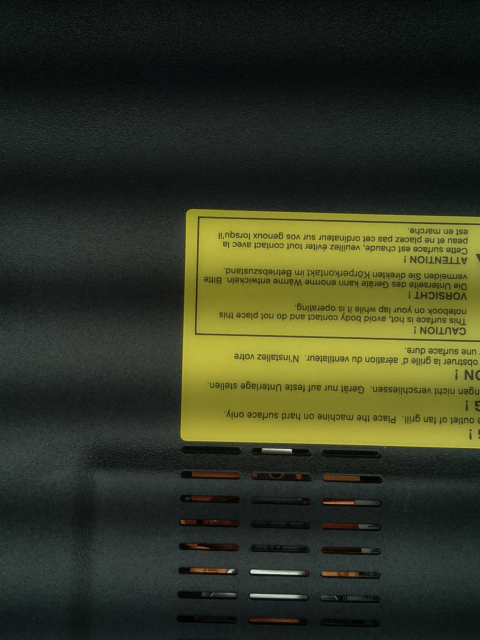 G !
outlet of fan of grill. Place the machine on hard surface only.
G !
ngen nicht verschliessen. Gerät nur auf feste Unterlage stellen.
ON !
obstruer la grille d' aération du ventilateur. N'installez votre
une surface dure.
CAUTION !
This surface is hot, avoid body contact and do not place this
notebook on your lap while it is operating.
VORSICHT !
Die Unterseite des Geräts kann enorme Wärme entwickeln. Bitte
vermeiden Sie direkten Körperkontakt im Betriebszustand.
ATTENTION !
Cette surface est chaude, veuillez éviter tout contact avec la
peau et ne placez pas cet ordinateur sur vos genoux lorsqu'il
est en marche.